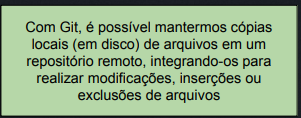 Com Git, é possível mantermos cópias
locais (em disco) de arquivos em um
repositório remoto, integrando-os para
realizar modificações, inserções ou
exclusões de arquivos